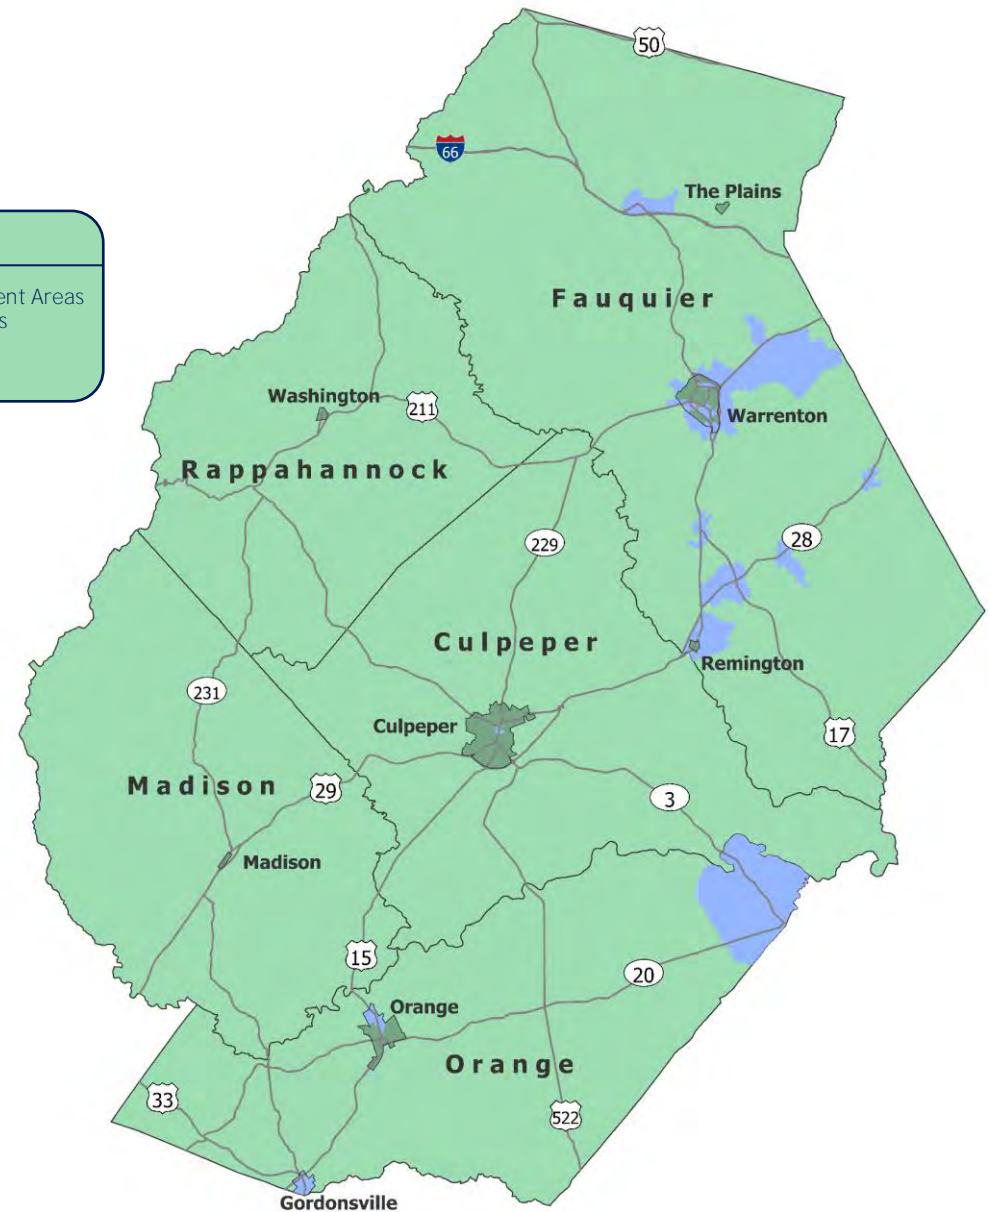 50
66
The Plains
ent Areas
s
Fauquier
Washington
211
Warrenton
Rappahannock
28
229
Culpeper
Remington
231
Culpeper
17
Madison
29
3
Madison
15
20
Orange
Orange
33
522
Gordonsville